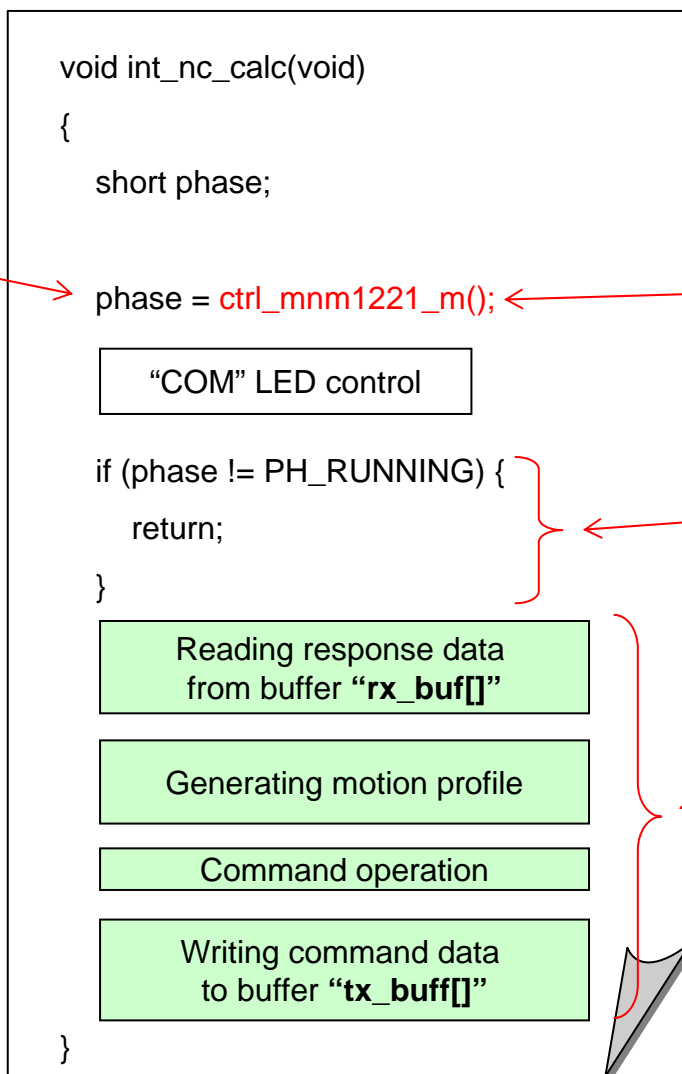 void int_nc_calc(void)
{
short phase;
phase = ctrl_mnm1221_m();
“COM” LED control
if (phase != PH_RUNNING) {
return;
}
Reading response data
from buffer “rx_buf[]”
Generating motion profile
Command operation
Writing command data
to buffer “tx_buff[]”
}